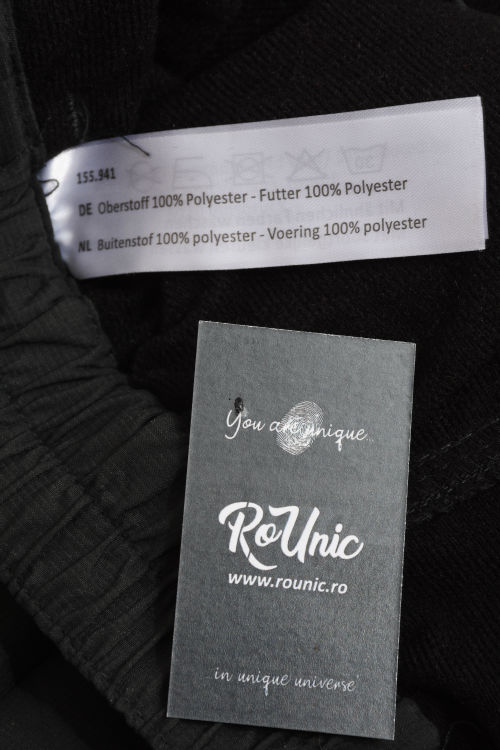 155.941
DE Oberstoff 100% Polyester - Futter 100% Polyester
NL Buitenstof 100% polyester - Voering 100% polyester
You are unique...
RoUnic
www.rounic.ro
in unique universe